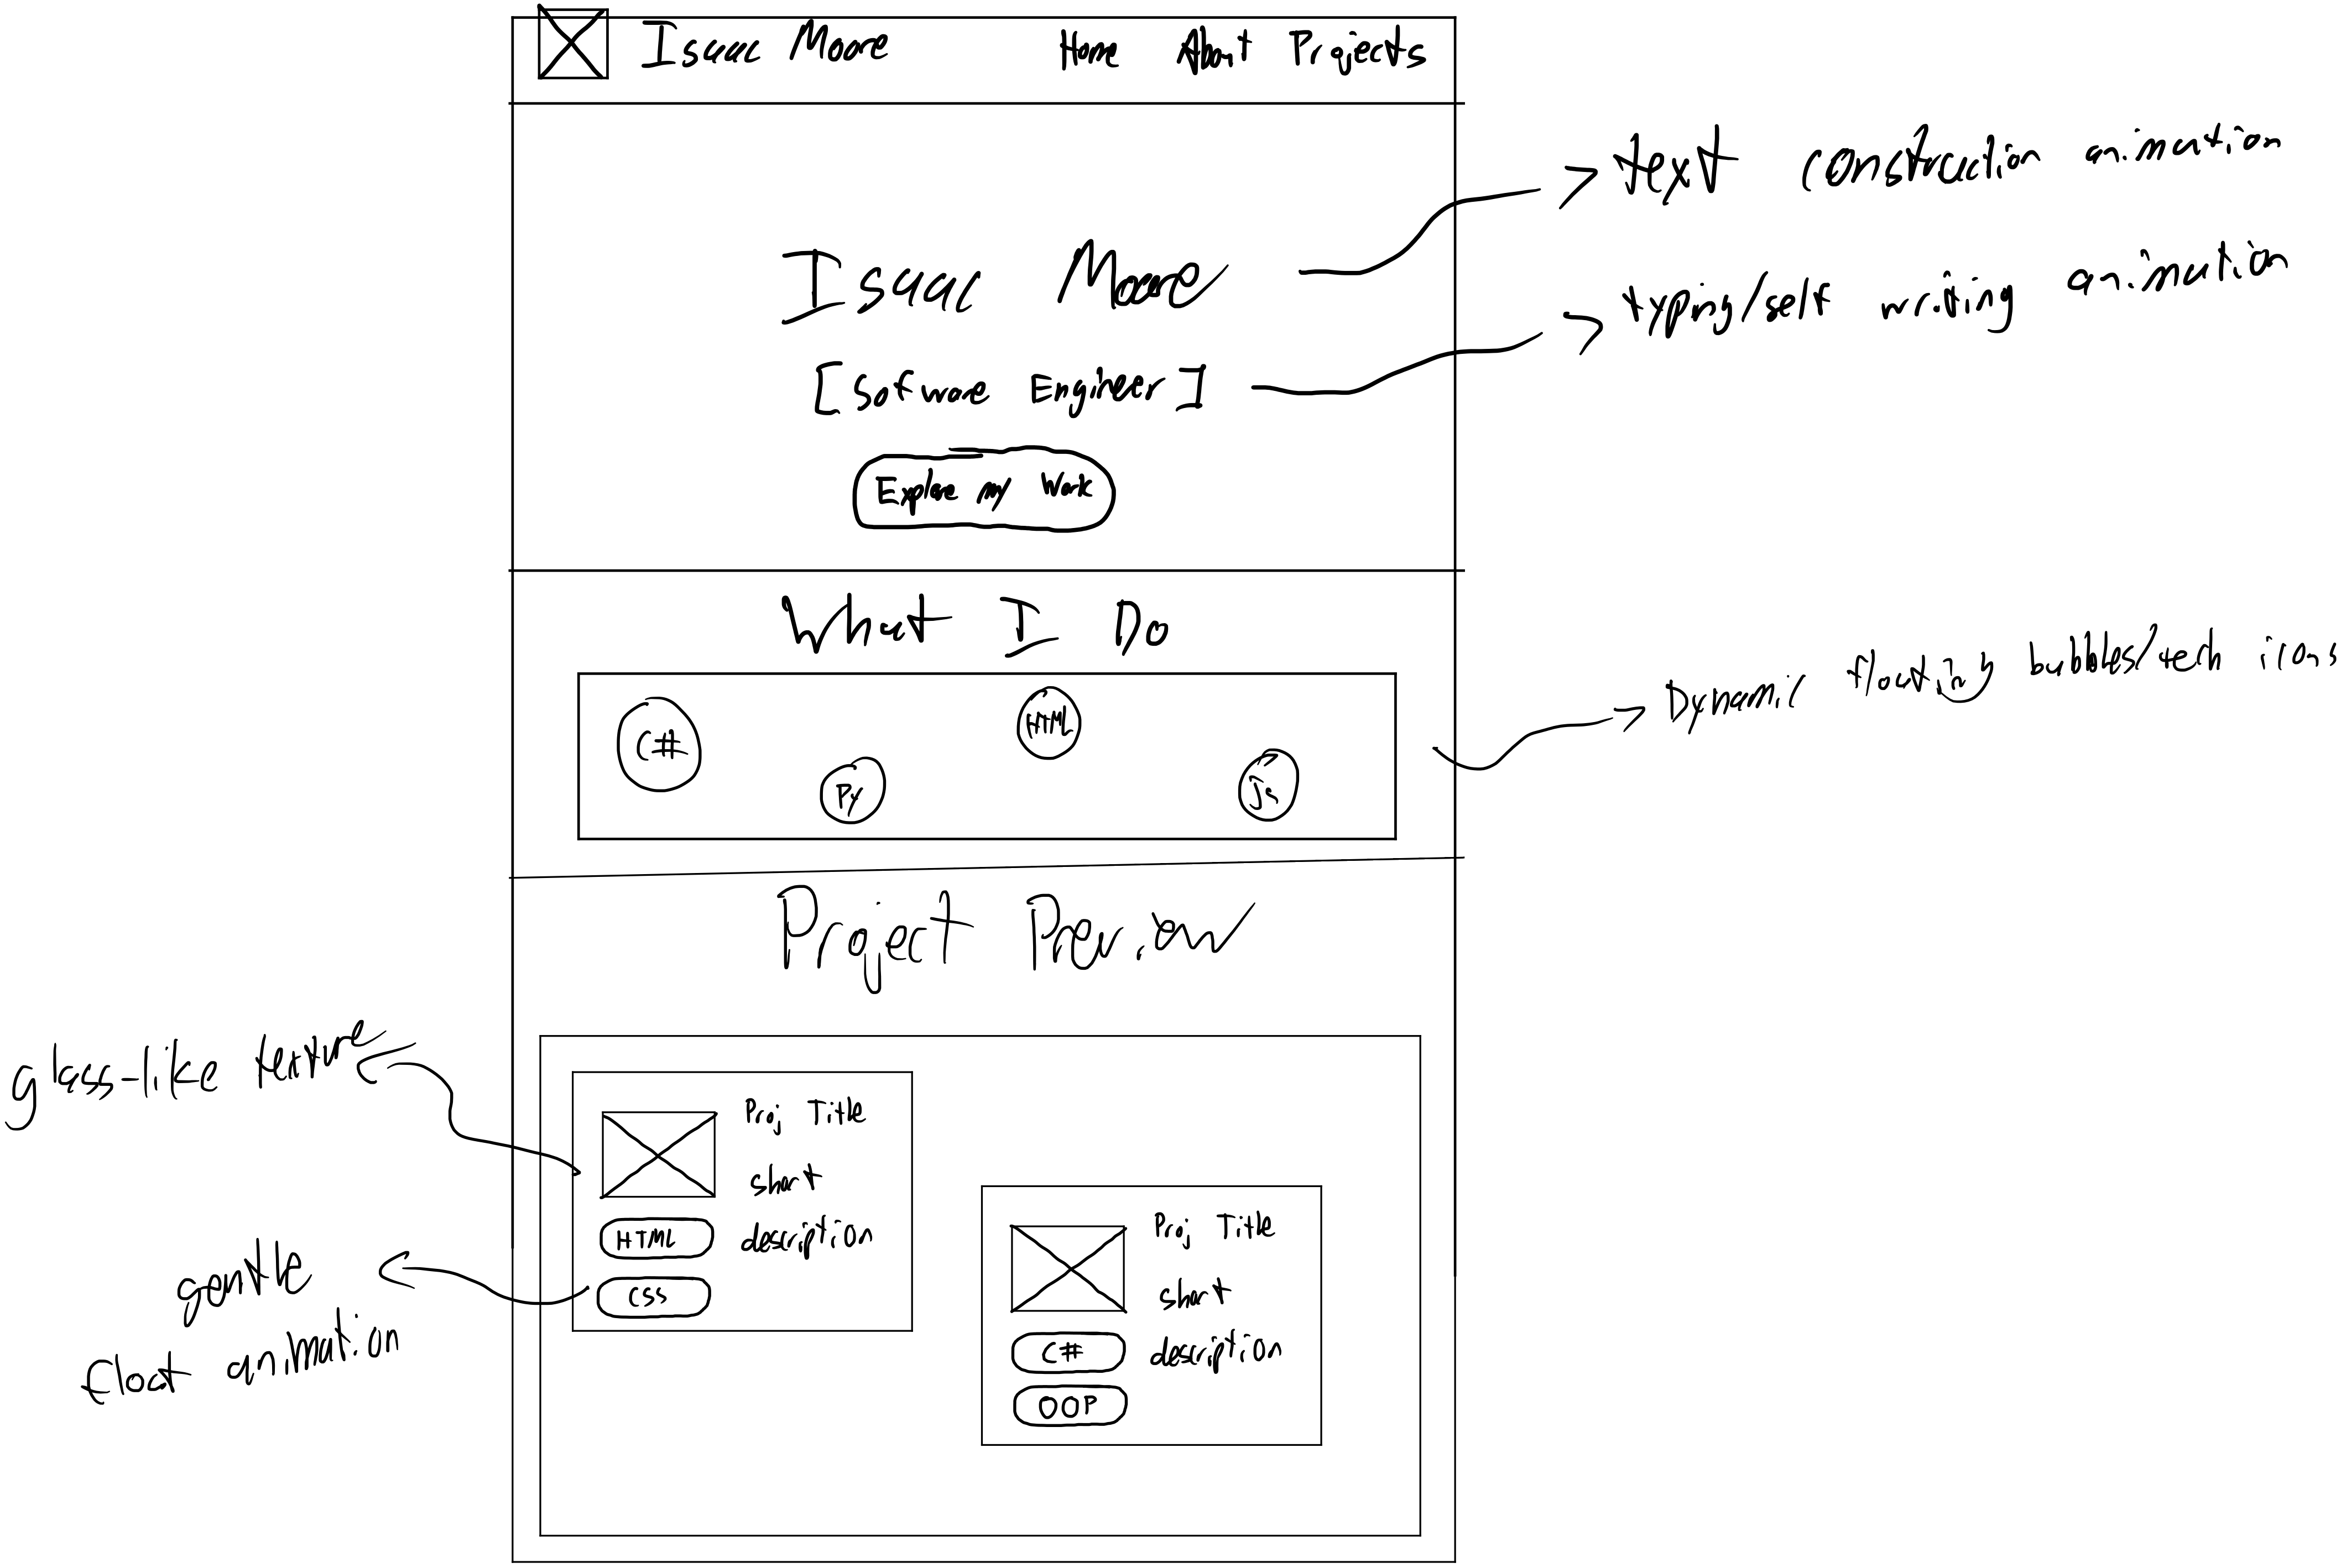 Isaac Moore
Home About Projects
text construction animation
Isaac Moore
typing/self writing animation
[Software Engineer]
Explore my Work
What I Do
Dynamic floating bubbles/tech icons
C#
HTML
Py
Js
Project Preview
glass-like feature
Proj Title
short
description
HTML
CSS
gentle
float animation
Proj Title
short
description
C#
OOP